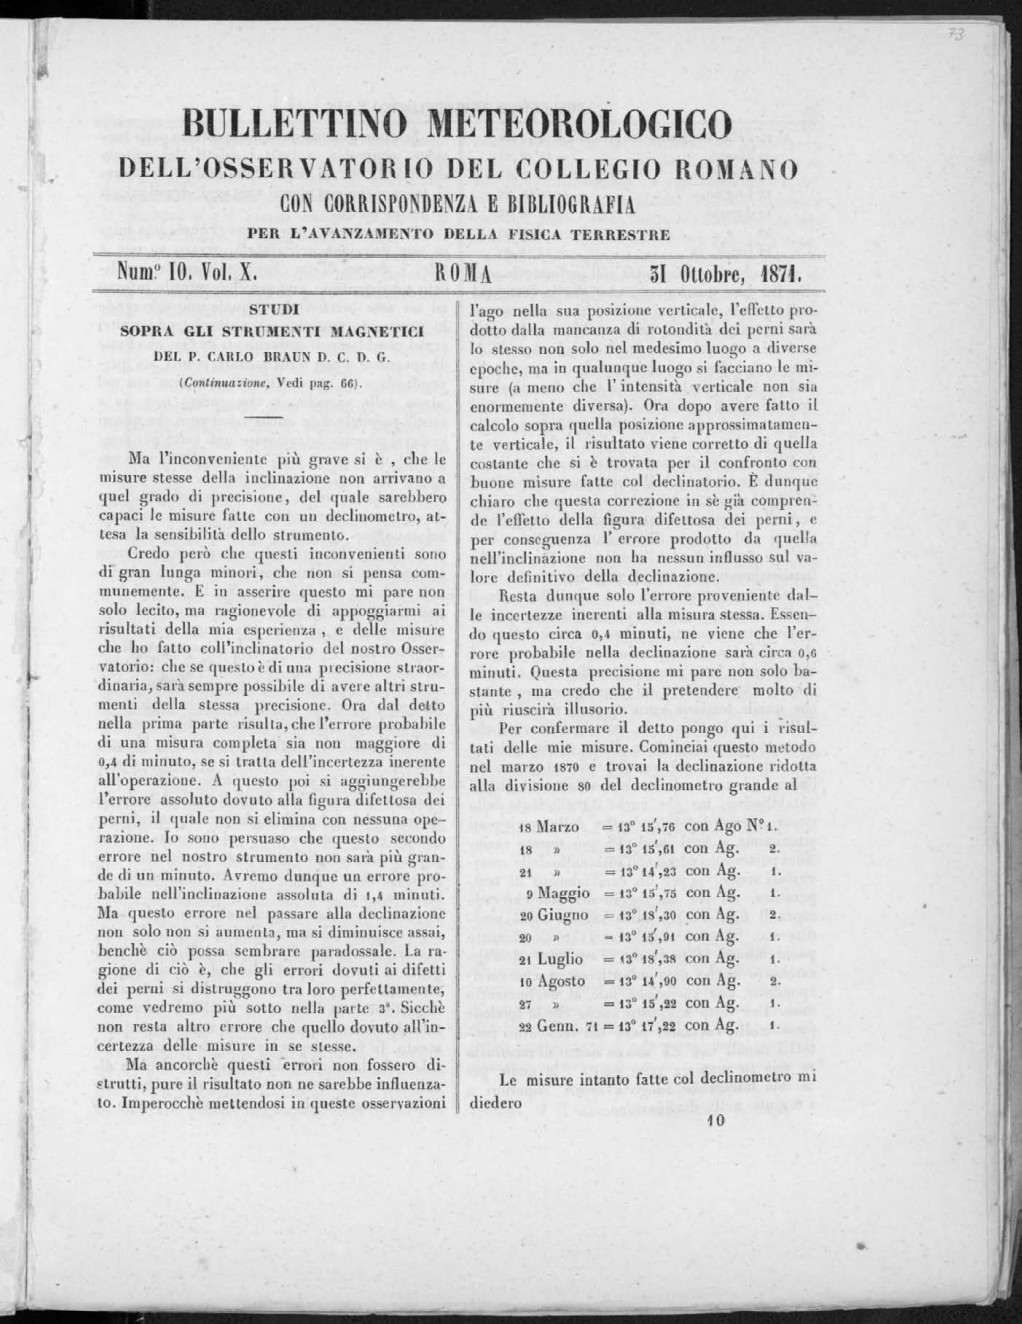 73
BULLETTINO METEOROLOGICO
DELL'OSSERVATORIO DEL COLLEGIO ROMANO
CON CORRISPONDENZA E BIBLIOGRAFIA
PER L'AVANZAMENTO DELLA FISICA TERRESTRE
Num.º 10. Vol. X.    ROMA    31 Ottobre, 1871.
STUDI
SOPRA GLI STRUMENTI MAGNETICI
DEL P. CARLO BRAUN D. C. D. G.
(Continuazione, Vedi pag. 66).
Ma l'inconveniente più grave si è , che le
misure stesse della inclinazione non arrivano a
quel grado di precisione, del quale sarebbero
capaci le misure fatte con un declinometro, at-
tesa la sensibilità dello strumento.
Credo però che questi inconvenienti sono
di gran lunga minori, che non si pensa com-
munemente. E in asserire questo mi pare non
solo lecito, ma ragionevole di appoggiarmi ai
risultati della mia esperienza , e delle misure
che ho fatto coll'inclinatorio del nostro Osser-
vatorio: che se questo è di una precisione straor-
dinaria, sarà sempre possibile di avere altri stru-
menti della stessa precisione. Ora dal detto
nella prima parte risulta, che l'errore probabile
di una misura completa sia non maggiore di
0,4 di minuto, se si tratta dell'incertezza inerente
all'operazione. A questo poi si aggiungerebbe
l'errore assoluto dovuto alla figura difettosa dei
perni, il quale non si elimina con nessuna ope-
razione. Io sono persuaso che questo secondo
errore nel nostro strumento non sarà più gran-
de di un minuto. Avremo dunque un errore pro-
babile nell'inclinazione assoluta di 1,4 minuti.
Ma questo errore nel passare alla declinazione
non solo non si aumenta, ma si diminuisce assai,
benchè ciò possa sembrare paradossale. La ra-
gione di ciò è, che gli errori dovuti ai difetti
dei perni si distruggono tra loro perfettamente,
come vedremo più sotto nella parte 3ª. Sicchè
non resta altro errore che quello dovuto all'in-
certezza delle misure in se stesse.
Ma ancorchè questi errori non fossero di-
strutti, pure il risultato non ne sarebbe influenza-
to. Imperocchè mettendosi in queste osservazioni
l'ago nella sua posizione verticale, l'effetto pro-
dotto dalla mancanza di rotondità dei perni sarà
lo stesso non solo nel medesimo luogo a diverse
epoche, ma in qualunque luogo si facciano le mi-
sure (a meno che l' intensità verticale non sia
enormemente diversa). Ora dopo avere fatto il
calcolo sopra quella posizione approssimatamen-
te verticale, il risultato viene corretto di quella
costante che si è trovata per il confronto con
buone misure fatte col declinatorio. È dunque
chiaro che questa correzione in sè già compren-
de l'effetto della figura difettosa dei perni, e
per conseguenza l' errore prodotto da quella
nell'inclinazione non ha nessun influsso sul va-
lore definitivo della declinazione.
Resta dunque solo l'errore proveniente dal-
le incertezze inerenti alla misura stessa. Essen-
do questo circa 0,4 minuti, ne viene che l'er-
rore probabile nella declinazione sarà circa 0,6
minuti. Questa precisione mi pare non solo ba-
stante , ma credo che il pretendere molto di
più riuscirà illusorio.
Per confermare il detto pongo qui i risul-
tati delle mie misure. Cominciai questo metodo
nel marzo 1870 e trovai la declinazione ridotta
alla divisione 80 del declinometro grande al
18 Marzo = 13° 15',76 con Ago Nº 1.
18 » = 13° 15',61 con Ag. 2.
21 » = 13° 14',23 con Ag. 1.
9 Maggio = 13° 15',75 con Ag. 1.
20 Giugno = 13° 18',30 con Ag. 2.
20 » = 13° 15',91 con Ag. 1.
21 Luglio = 13° 18',38 con Ag. 1.
10 Agosto = 13° 14',90 con Ag. 2.
27 » = 13° 15',22 con Ag. 1.
22 Genn. 71 = 13° 17',22 con Ag. 1.
Le misure intanto fatte col declinometro mi
diedero
10